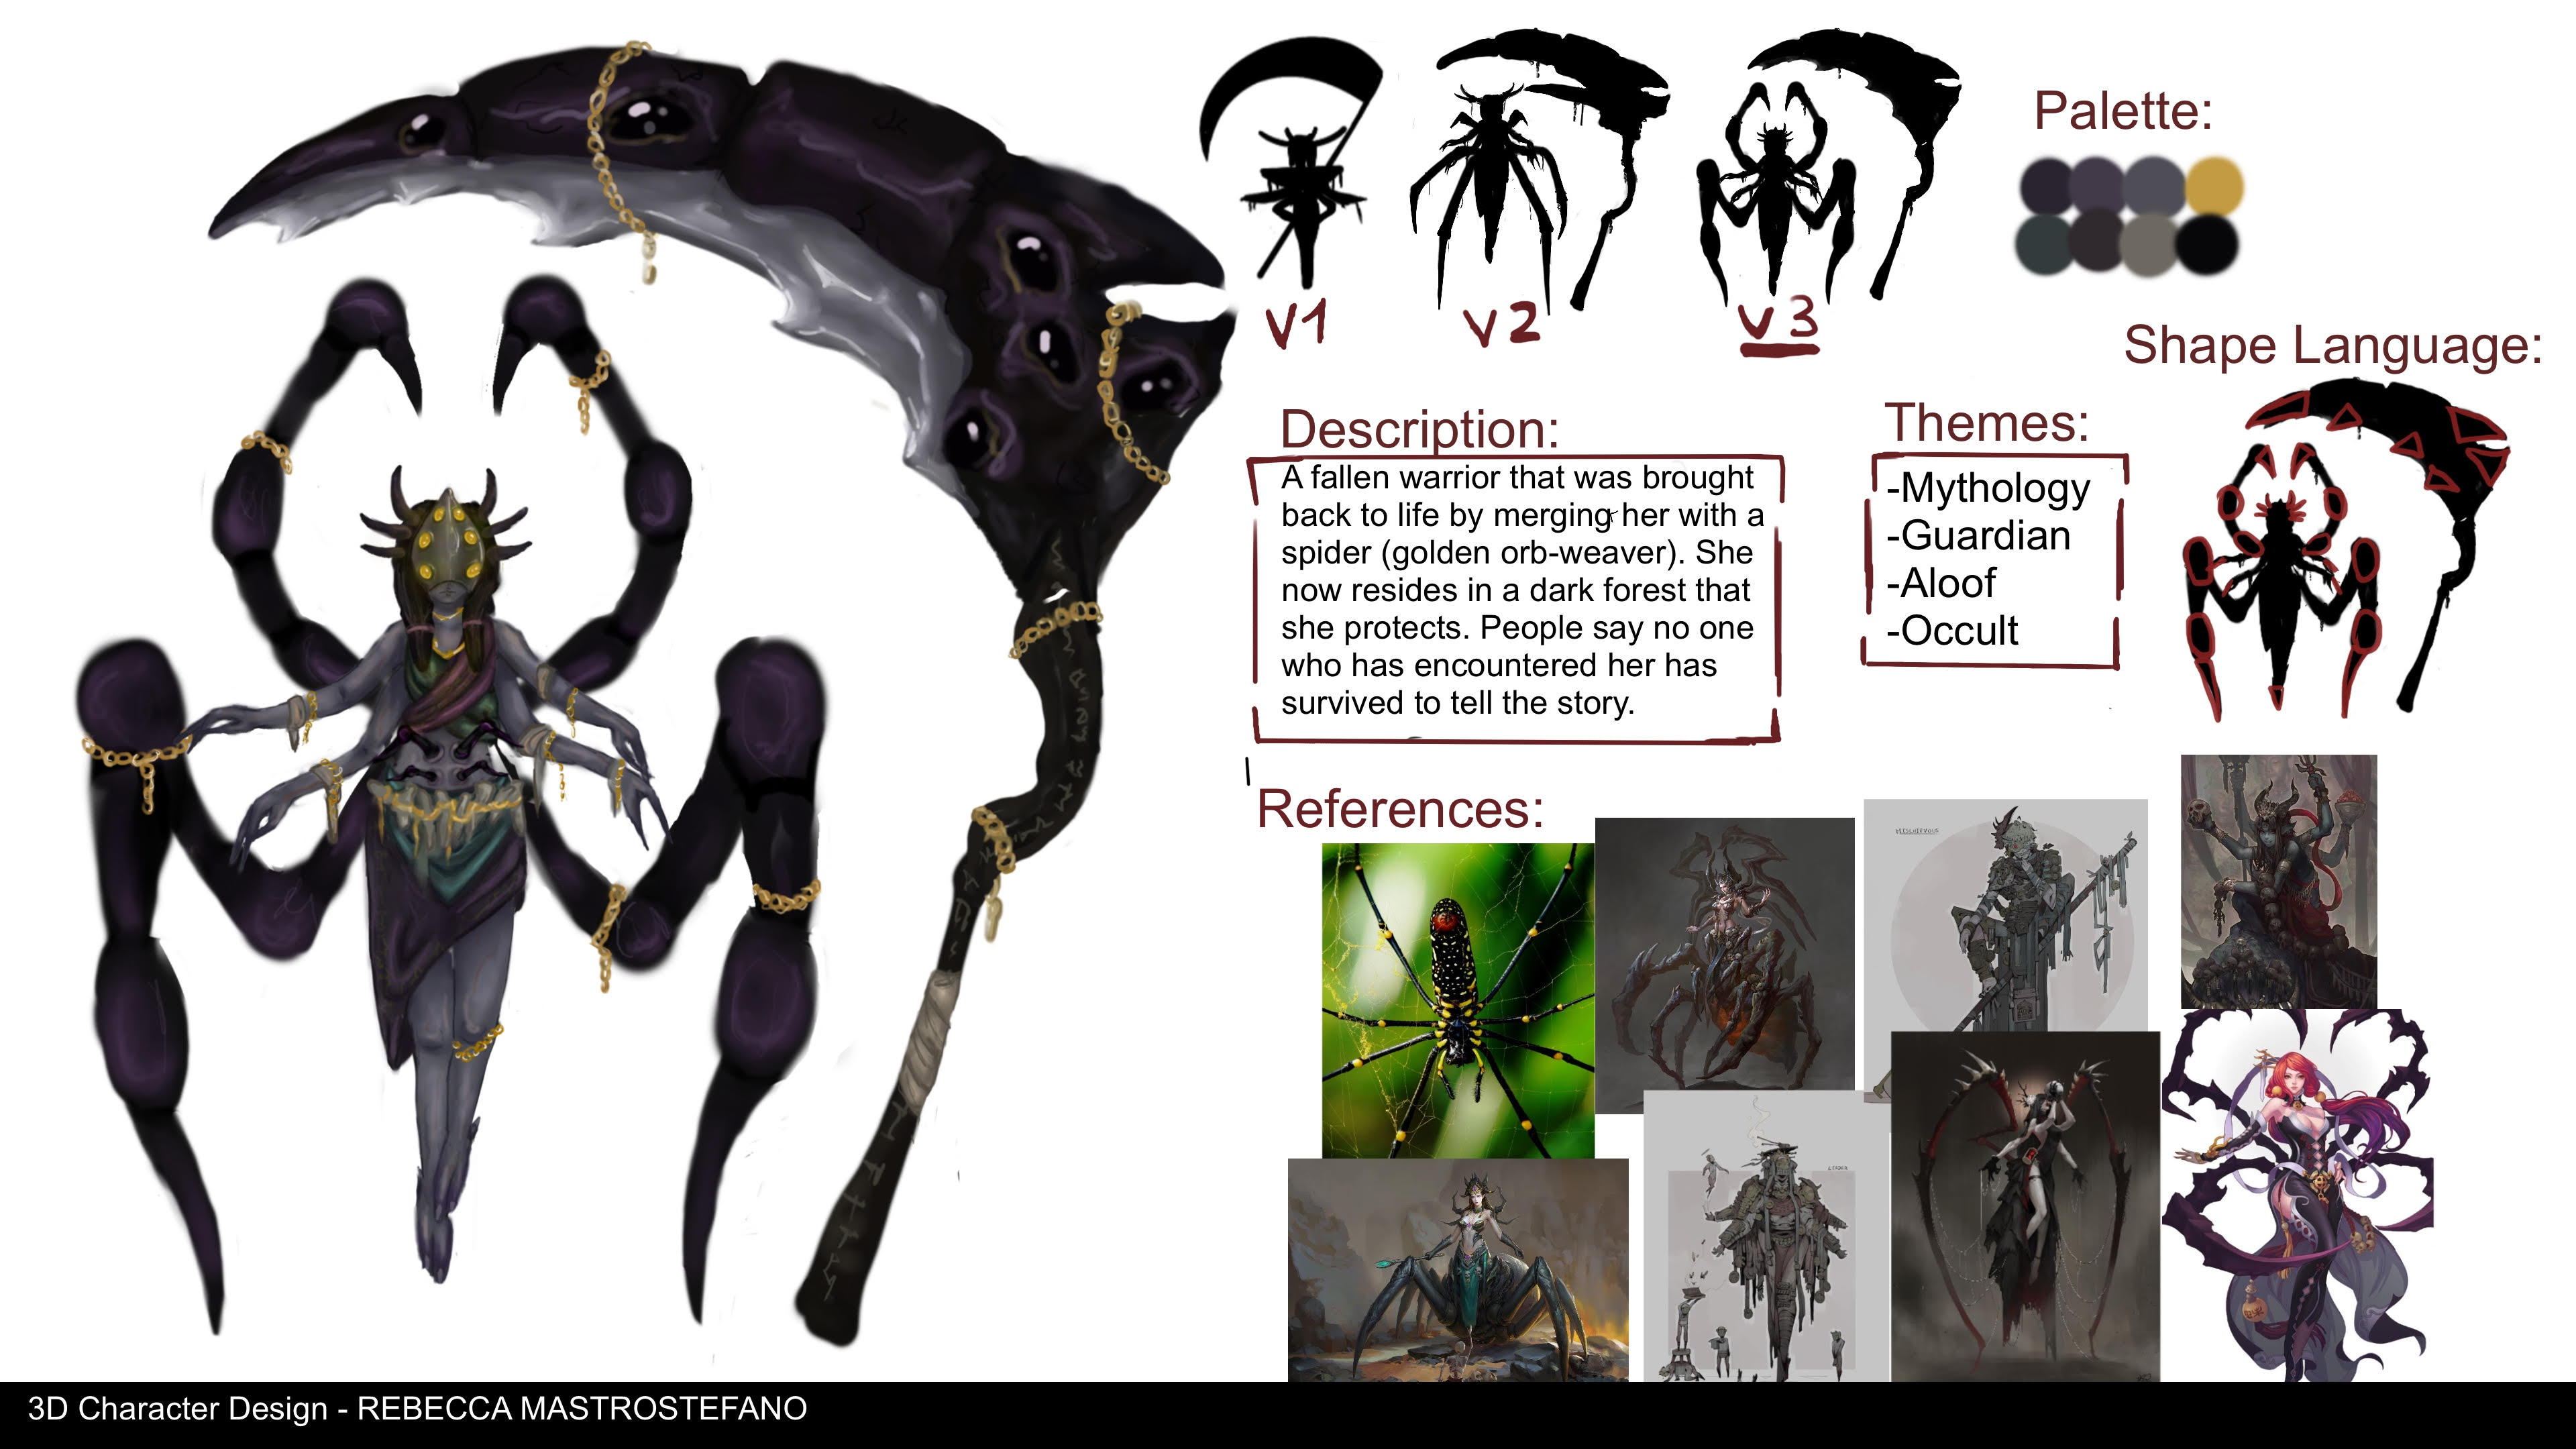 V1
V2
V3
Palette:
Shape Language:
Description:
A fallen warrior that was brought
back to life by merging her with a
spider (golden orb-weaver). She
now resides in a dark forest that
she protects. People say no one
who has encountered her has
survived to tell the story.
Themes:
-Mythology
-Guardian
-Aloof
-Occult
References:
3D Character Design - REBECCA MASTROSTEFANO